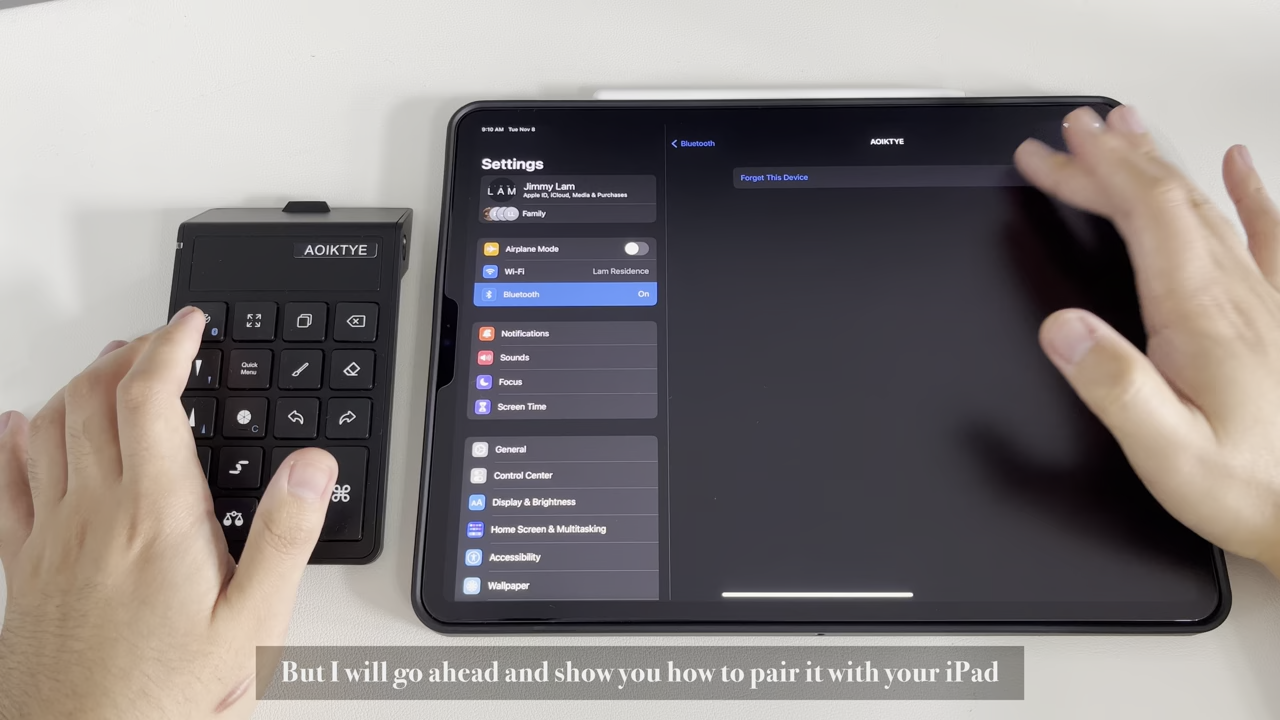 9:10 AM Tue Nov 8
Settings
LAM
Jimmy Lam
Apple ID, iCloud, Media & Purchases
Family
Airplane Mode
Wi-Fi Lam Residence
Bluetooth On
Notifications
Sounds
Focus
Screen Time
General
Control Center
Display & Brightness
AA
Home Screen & Multitasking
Accessibility
Wallpaper
Bluetooth
AOIKTYE
Forget This Device
AOIKTYE
Quick
Menu
C
But I will go ahead and show you how to pair it with your iPad